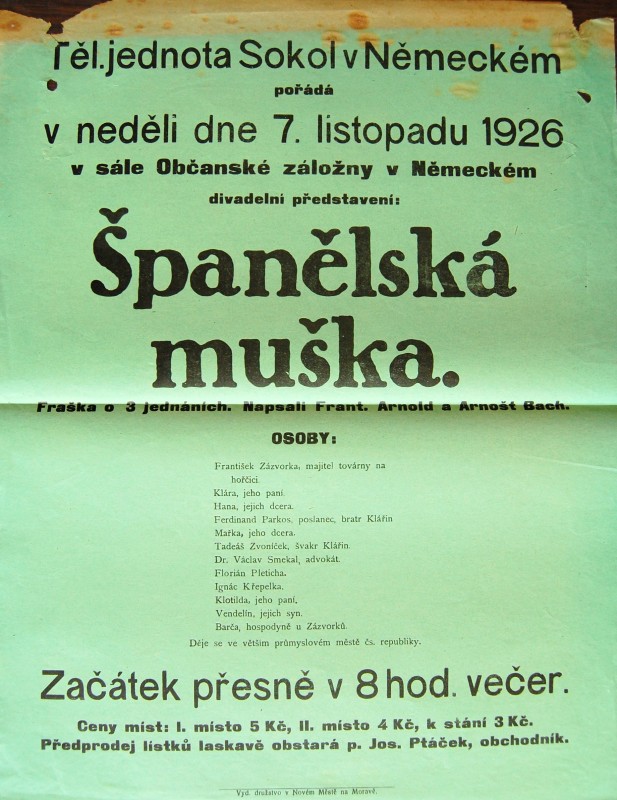 Těl. jednota Sokol v Německém
pořádá
v neděli dne 7. listopadu 1926
v sále Občanské záložny v Německém
divadelní představení:
Španělská
muška.
Fraška o 3 jednáních. Napsali Frant. Arnold a Arnošt Bach.
OSOBY:
František Zázvorka, majitel továrny na
hořčici.
Klára, jeho paní.
Hana, jejich dcera.
Ferdinand Parkos, poslanec, bratr Klářin
Mařka, jeho dcera.
Tadeáš Zvoníček, švakr Klářin.
Dr. Václav Smekal, advokát.
Florián Pleticha.
Ignác Křepelka.
Klotilda, jeho paní,
Vendelín, jejich syn.
Barča, hospodyně u Zázvorků.
Děje se ve větším průmyslovém městě čs. republiky.
Začátek přesně v 8 hod. večer.
Ceny míst: I. místo 5 Kč, II. místo 4 Kč, k stání 3 Kč.
Předprodej lístků laskavě obstará p. Jos. Ptáček, obchodník.
Vyd. družstvo v Novém Městě na Moravě.